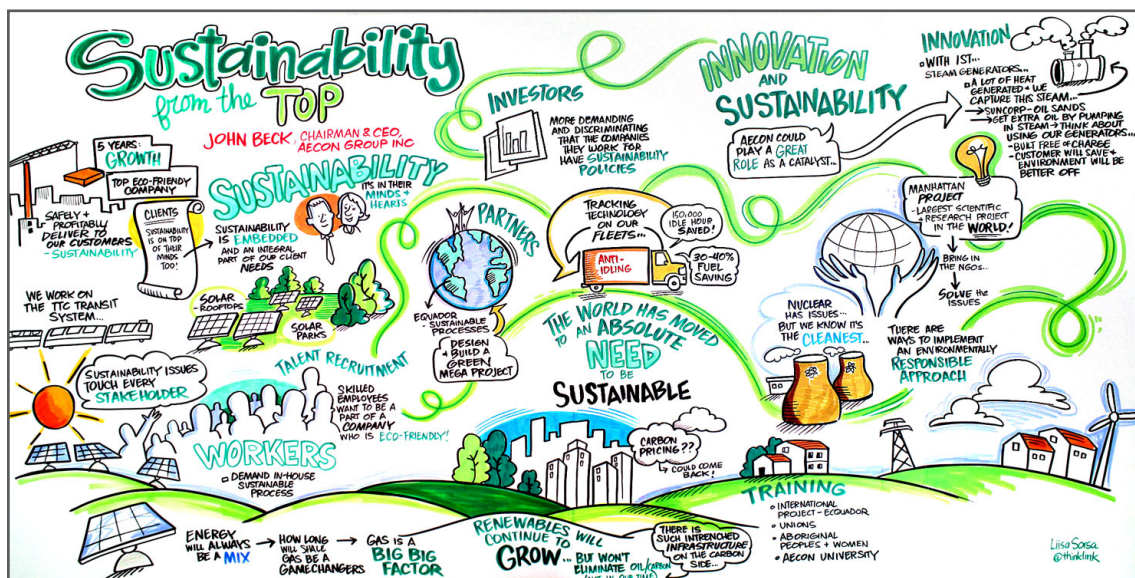 Sustainability
from the
TOP
JOHN BECK, CHAIRMAN & CEO,
AECON GROUP INC
5 YEARS:
GROWTH
TOP ECO-FRIENDLY
COMPANY
SAFELY +
PROFITABLY
DELIVER TO
OUR CUSTOMERS
- SUSTAINABILITY
CLIENTS
SUSTAINABILITY
IS ON TOP
OF THEIR
MINDS
TOO!
SUSTAINABILITY
IT'S IN THEIR
MINDS +
HEARTS
SUSTAINABILITY
IS EMBEDDED
AND AN INTEGRAL
PART OF OUR CLIENT
NEEDS
SOLAR
-ROOFTOPS
SOLAR
PARKS
WE WORK ON
THE TTC TRANSIT
SYSTEM...
SUSTAINABILITY ISSUES
TOUCH EVERY
STAKEHOLDER
TALENT RECRUITMENT
SKILLED
EMPLOYEES
WANT TO BE A
PART OF A
COMPANY
WHO IS ECO-FRIENDLY!
WORKERS
DEMAND IN-HOUSE
SUSTAINABLE
PROCESS
INVESTORS
MORE DEMANDING
AND DISCRIMINATING
THAT THE COMPANIES
THEY WORK FOR
HAVE SUSTAINABILITY
POLICIES
PARTNERS
EQUADOR
- SUSTAINABLE
PROCESSES
DESIGN
+ BUILD A
GREEN
MEGA PROJECT
TRACKING
TECHNOLOGY
ON OUR
FLEETS...
ANTI-
IDLING
150,000
IDLE HOUR
SAVED!
30-40%
FUEL
SAVING
THE WORLD HAS MOVED
TO AN ABSOLUTE
NEED
TO BE
SUSTAINABLE
CARBON
PRICING??
COULD COME
BACK!
INNOVATION
AND
SUSTAINABILITY
AECON COULD
PLAY A GREAT
ROLE AS A CATALYST...
INNOVATION
WITH IST...
STEAM GENERATORS...
A LOT OF HEAT
GENERATED + WE
CAPTURE THIS STEAM...
SUNCORP-OIL SANDS
GET EXTRA OIL BY PUMPING
IN STEAM → THINK ABOUT
USING OUR GENERATORS...
-BUILT FREE OF CHARGE
-CUSTOMER WILL SAVE +
ENVIRONMENT WILL BE
BETTER OFF
MANHATTAN
PROJECT
-LARGEST SCIENTIFIC
RESEARCH PROJECT
IN THE WORLD!
BRING IN
THE NGOs...
SOLVE the
ISSUES
NUCLEAR
HAS ISSUES...
BUT WE KNOW IT'S
THE CLEANEST...
THERE ARE
WAYS TO IMPLEMENT
AN ENVIRONMENTALLY
RESPONSIBLE
APPROACH
TRAINING
INTERNATIONAL
PROJECT-ECQUADOR
UNIONS
ABORIGINAL
PEOPLES + WOMEN
AECON UNIVERSITY
ENERGY
WILL ALWAYS
BE A MIX
HOW LONG
WILL SHALE
GAS BE A
GAMECHANGERS
GAS IS A
BIG BIG
FACTOR
RENEWABLES WILL
CONTINUE TO
GROW...
BUT WON'T
ELIMINATE OIL/CARBON
(NOT IN OUR TIME)
THERE IS
SUCH INTRENCHED
INFRASTRUCTURE
ON THE CARBON
SIDE...
Liisa Sorsa
@thinklink